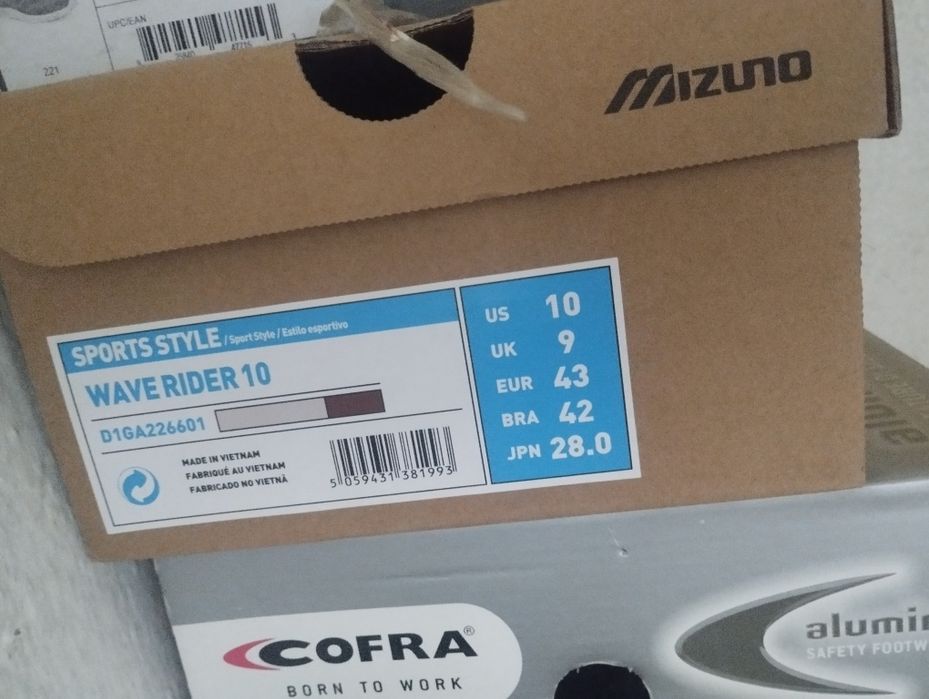 UPC/EAN
221
MIZUNO
SPORTS STYLE / Sport Style / Estilo esportivo
WAVE RIDER 10
D1GA226601
MADE IN VIETNAM
FABRIQUÉ AU VIETNAM
FABRICADO NO VIETNÃ
5 059431 381993
US 10
UK 9
EUR 43
BRA 42
JPN 28.0
COFRA®
BORN TO WORK
SAFETY